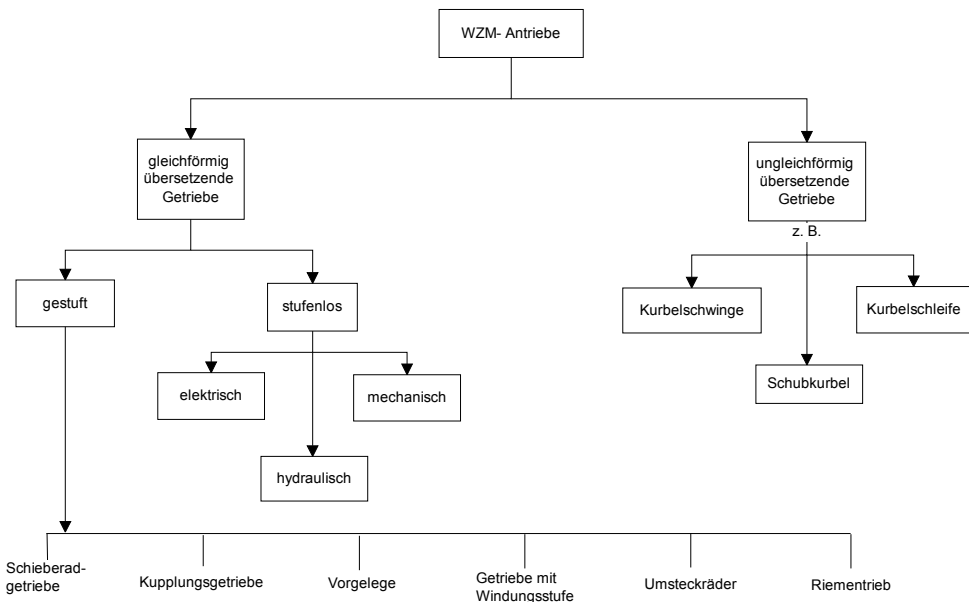 WZM- Antriebe
gleichförmig
übersetzende
Getriebe
ungleichförmig
übersetzende
Getriebe
z. B.
gestuft
stufenlos
Kurbelschwinge
Kurbelschleife
elektrisch
mechanisch
Schubkurbel
hydraulisch
Schieberad-
getriebe
Kupplungsgetriebe
Vorgelege
Getriebe mit
Windungsstufe
Umsteckräder
Riementrieb